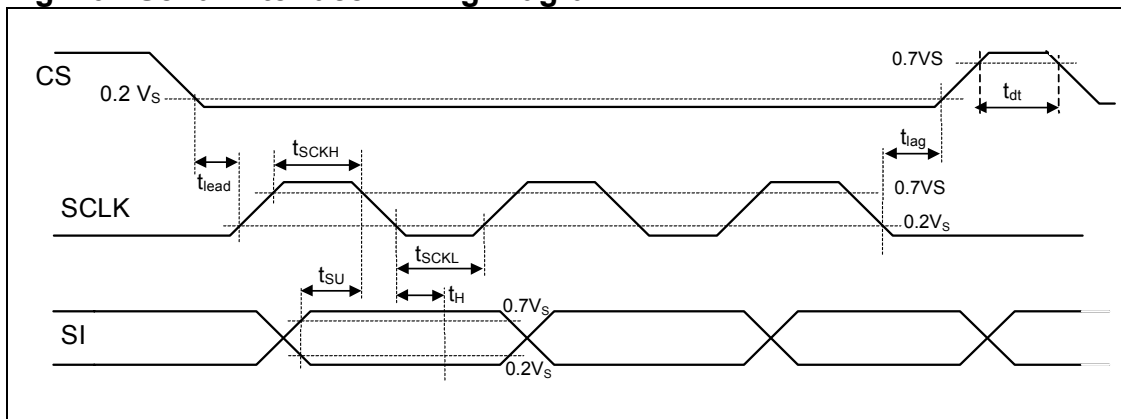 CS
0.2 VS
0.7VS
tdt
tlead
tSCKH
tlag
SCLK
0.7VS
0.2VS
tSCKL
tSU
tH
SI
0.7VS
0.2VS